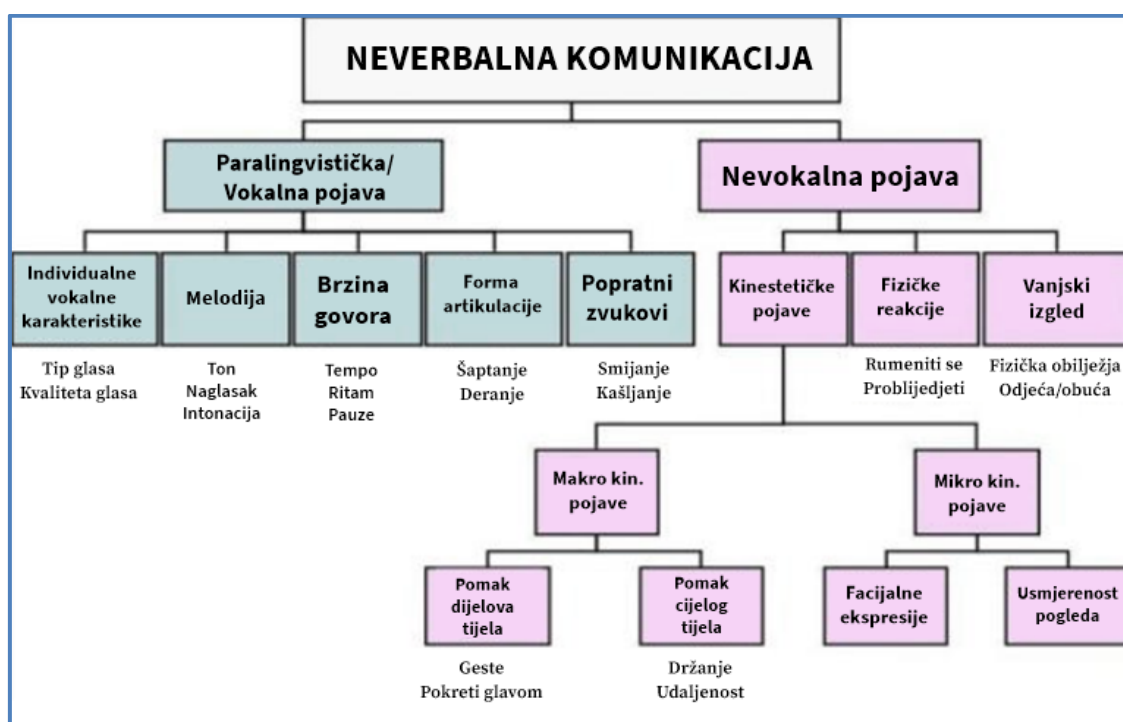 NEVERBALNA KOMUNIKACIJA
Paralingvistička/
Vokalna pojava
Nevokalna pojava
Individualne
vokalne
karakteristike
Melodija
Brzina
govora
Forma
artikulacije
Popratni
zvukovi
Kinestetičke
pojave
Fizičke
reakcije
Vanjski
izgled
Tip glasa
Kvaliteta glasa
Ton
Naglasak
Intonacija
Tempo
Ritam
Pauze
Šaptanje
Deranje
Smijanje
Kašljanje
Rumeniti se
Problijedjeti
Fizička obilježja
Odjeća/obuća
Makro kin.
pojave
Mikro kin.
pojave
Pomak
dijelova
tijela
Pomak
cijelog
tijela
Facijalne
ekspresije
Usmjerenost
pogleda
Geste
Pokreti glavom
Držanje
Udaljenost